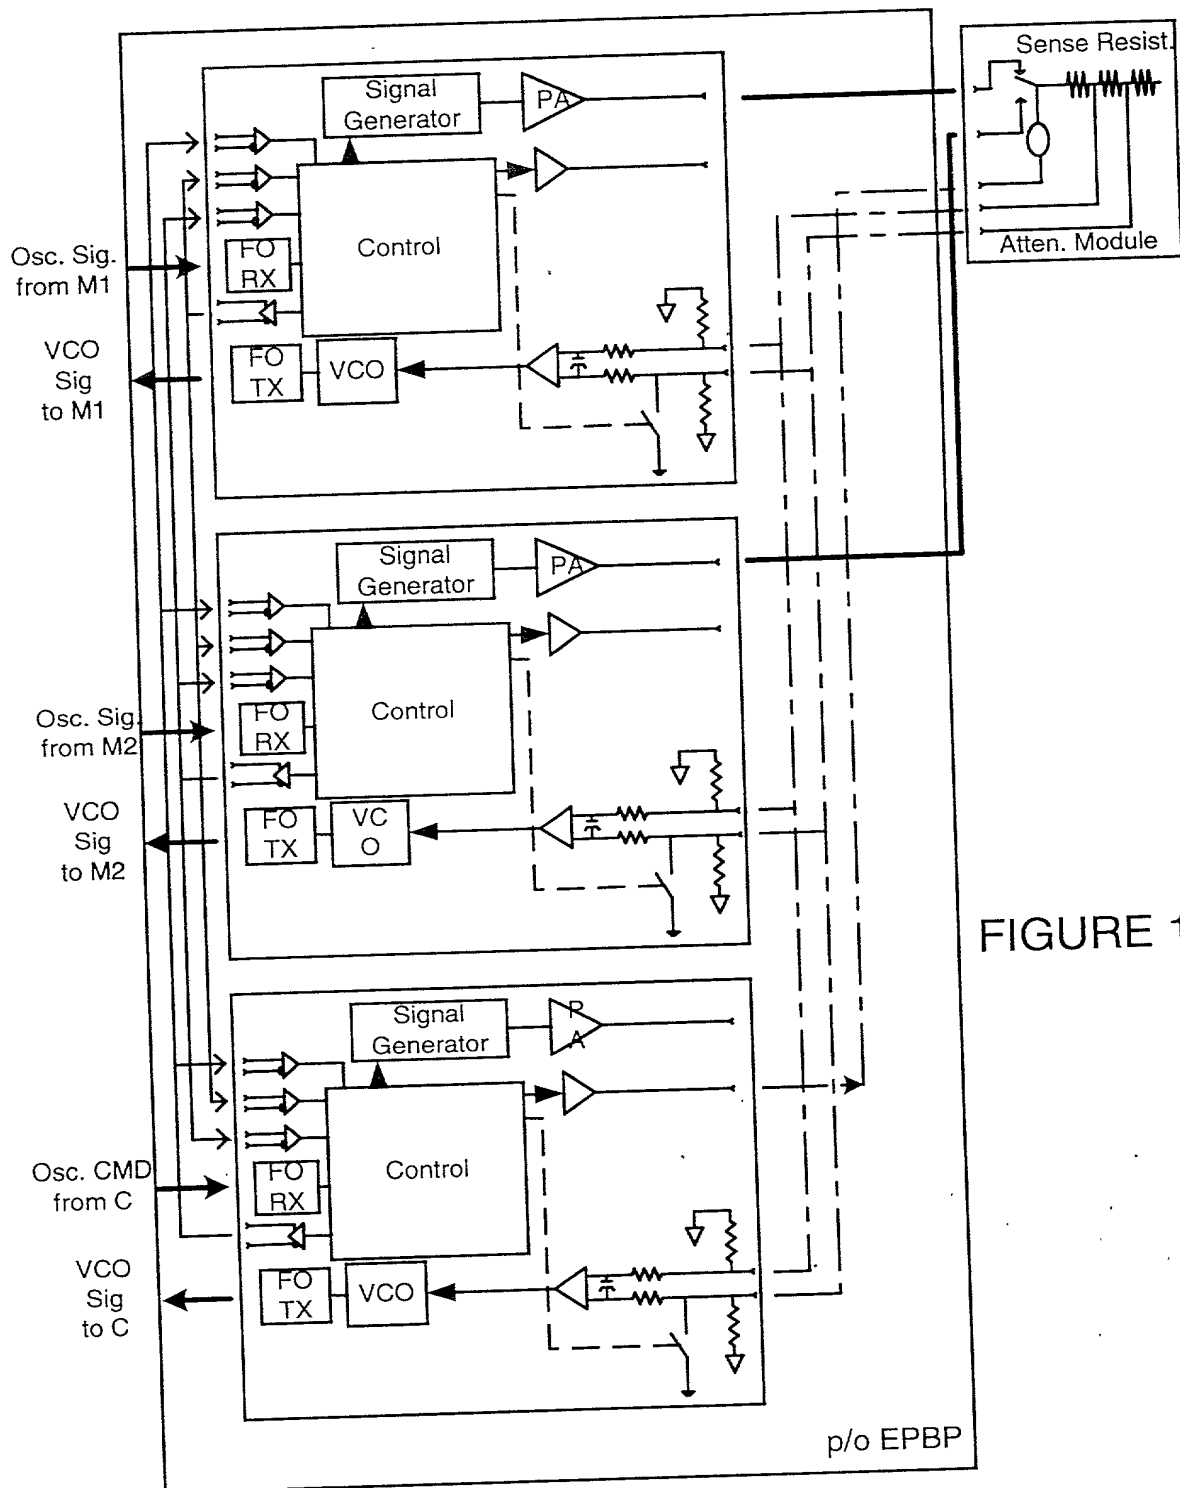 Sense Resist.
Atten. Module
Signal
Generator
PA
Control
FO
RX
FO
TX
VCO
Osc. Sig.
from M1
VCO
Sig
to M1
Signal
Generator
PA
Control
FO
RX
FO
TX
VC
O
Osc. Sig.
from M2
VCO
Sig
to M2
FIGURE 1
Signal
Generator
P
A
Control
FO
RX
FO
TX
VCO
Osc. CMD
from C
VCO
Sig
to C
p/o EPBP